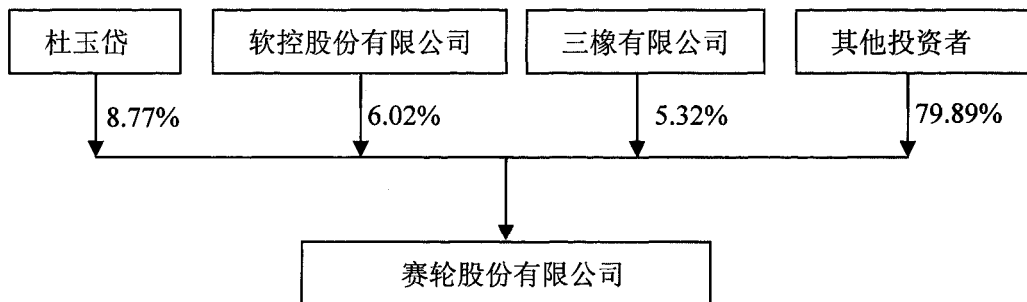 杜玉岱
软控股份有限公司
三橡有限公司
其他投资者
8.77%
6.02%
5.32%
79.89%
赛轮股份有限公司